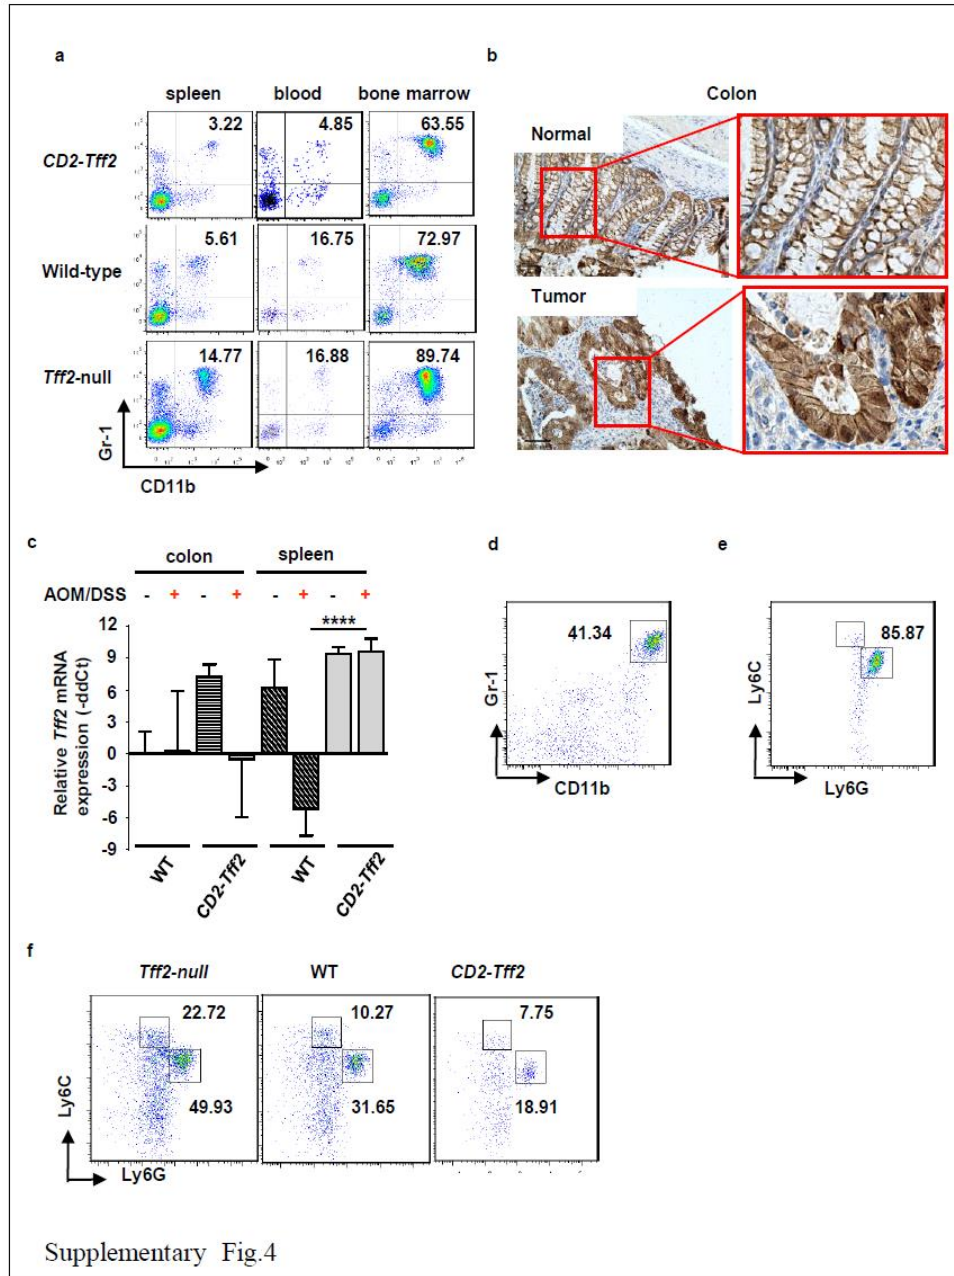 a
spleen blood bone marrow
CD2-Tff2
3.22 4.85 63.55
Wild-type
5.61 16.75 72.97
Tff2-null
14.77 16.88 89.74
Gr-1
CD11b
b
Colon
Normal
Tumor
c
colon spleen
AOM/DSS - + - + - + - +
****
Relative Tff2 mRNA
expression (-ddCt)
12
9
6
3
0
-3
-6
-9
WT CD2-Tff2 WT CD2-Tff2
d
41.34
Gr-1
CD11b
e
85.87
Ly6C
Ly6G
f
Tff2-null WT CD2-Tff2
22.72 10.27 7.75
49.93 31.65 18.91
Ly6C
Ly6G
Supplementary Fig.4